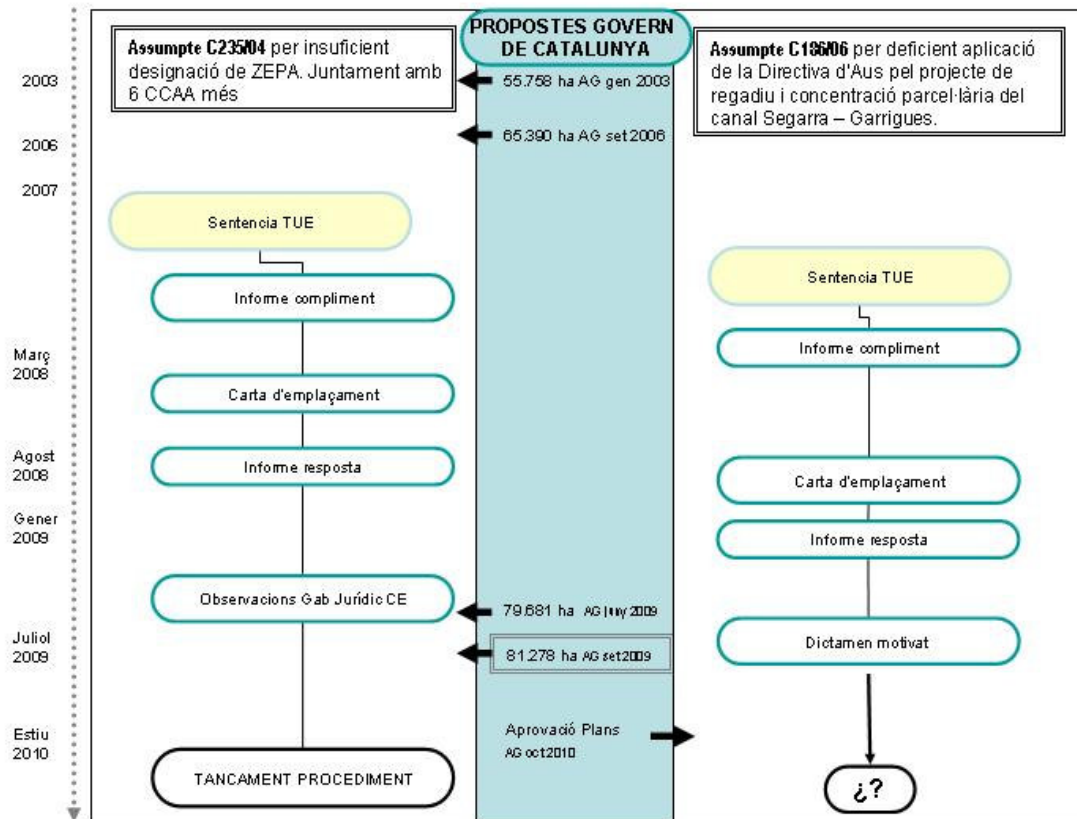 PROPOSTES GOVERN
DE CATALUNYA
Assumpte C235/04 per insuficient
designació de ZEPA. Juntament amb
6 CCAA més
Assumpte C186/06 per deficient aplicació
de la Directiva d'Aus pel projecte de
regadiu i concentració parcel·lària del
canal Segarra – Garrigues.
2003
55.758 ha AG gen 2003
2006
65.390 ha AG set 2006
2007
Sentencia TUE
Informe compliment
Març
2008
Carta d'emplaçament
Agost
2008
Informe resposta
Gener
2009
Observacions Gab Jurídic CE
79.681 ha AG juny 2009
Juliol
2009
81.278 ha AG set 2009
Estiu
2010
Aprovació Plans
AG oct 2010
TANCAMENT PROCEDIMENT
Sentencia TUE
Informe compliment
Carta d'emplaçament
Informe resposta
Dictamen motivat
¿?